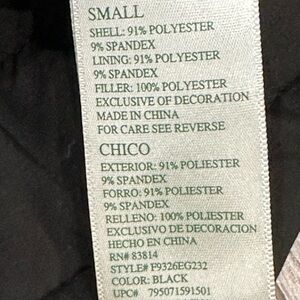 SMALL
SHELL: 91% POLYESTER
9% SPANDEX
LINING: 91% POLYESTER
9% SPANDEX
FILLER: 100% POLYESTER
EXCLUSIVE OF DECORATION
MADE IN CHINA
FOR CARE SEE REVERSE
CHICO
EXTERIOR: 91% POLIESTER
9% SPANDEX
FORRO: 91% POLIESTER
9% SPANDEX
RELLENO: 100% POLIESTER
EXCLUSIVO DE DECORACION
HECHO EN CHINA
RN# 83814
STYLE# F9326EG232
COLOR: BLACK
UPC# 795071591501